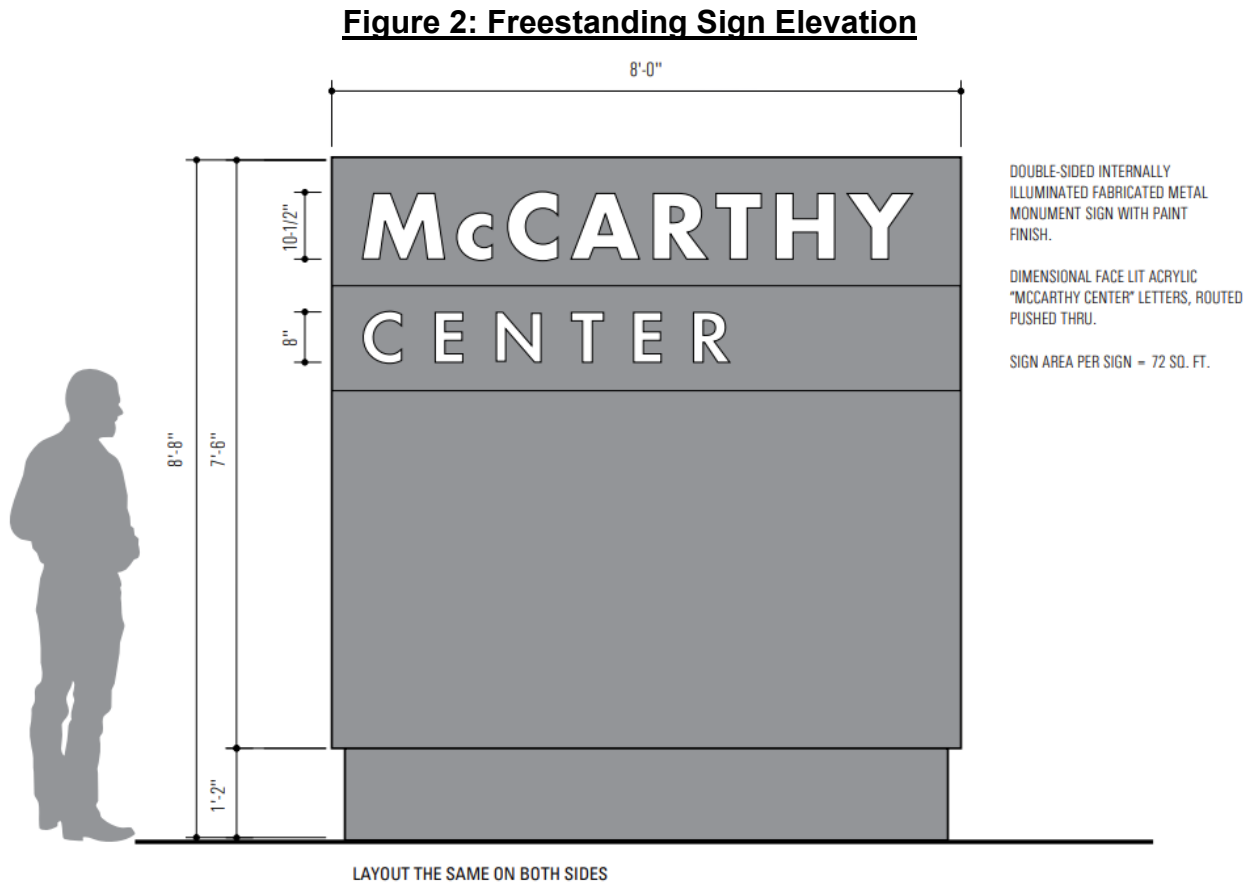 Figure 2: Freestanding Sign Elevation
8'-0"
McCARTHY
CENTER
10-1/2"
8"
8'-8"
7'-6"
1'-2"
DOUBLE-SIDED INTERNALLY
ILLUMINATED FABRICATED METAL
MONUMENT SIGN WITH PAINT
FINISH.
DIMENSIONAL FACE LIT ACRYLIC
"MCCARTHY CENTER" LETTERS, ROUTED
PUSHED THRU.
SIGN AREA PER SIGN = 72 SQ. FT.
LAYOUT THE SAME ON BOTH SIDES